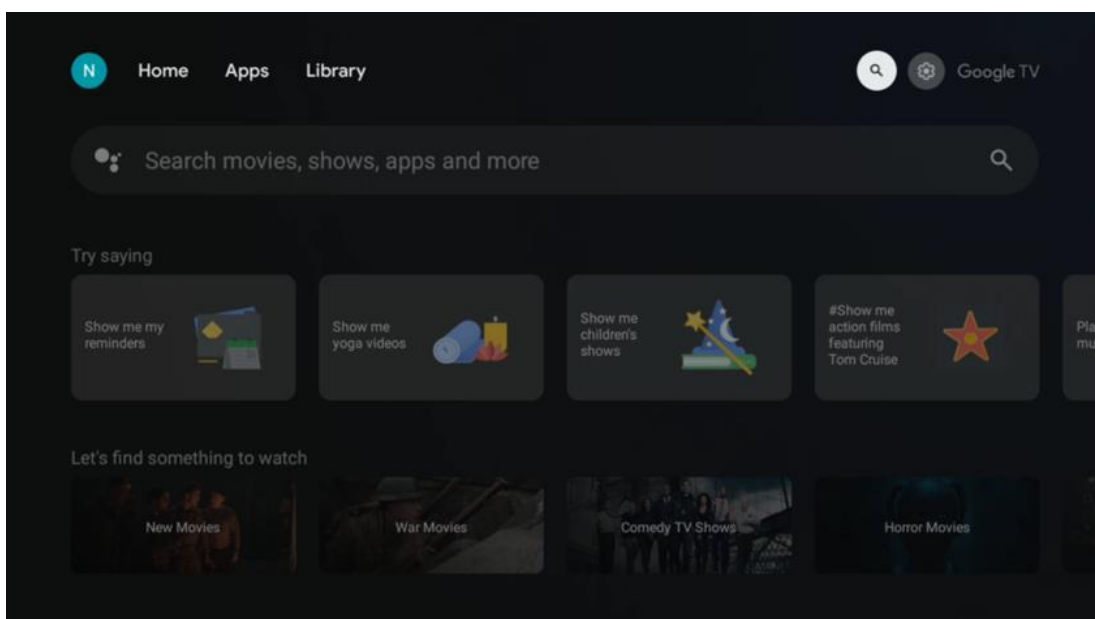 N Home Apps Library Google TV
Search movies, shows, apps and more
Try saying
Show me my
reminders
Show me
yoga videos
Show me
children's
shows
#Show me
action films
featuring
Tom Cruise
Let's find something to watch
New Movies
War Movies
Comedy TV Shows
Horror Movies